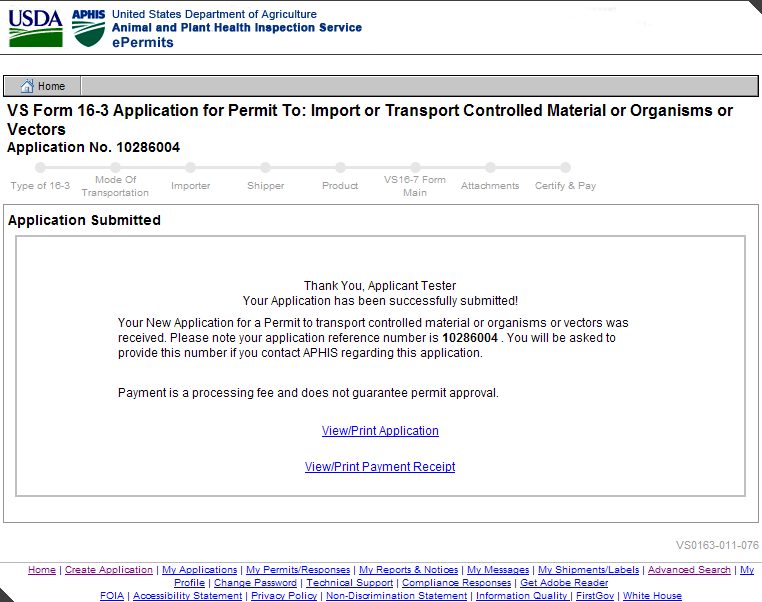 USDA APHIS United States Department of Agriculture
Animal and Plant Health Inspection Service
ePermits
Home
VS Form 16-3 Application for Permit To: Import or Transport Controlled Material or Organisms or
Vectors
Application No. 10286004
Type of 16-3
Mode Of
Transportation
Importer
Shipper
Product
VS16-7 Form
Main
Attachments
Certify & Pay
Application Submitted
Thank You, Applicant Tester
Your Application has been successfully submitted!
Your New Application for a Permit to transport controlled material or organisms or vectors was
received. Please note your application reference number is 10286004 . You will be asked to
provide this number if you contact APHIS regarding this application.
Payment is a processing fee and does not guarantee permit approval.
View/Print Application
View/Print Payment Receipt
VS0163-011-076
Home | Create Application | My Applications | My Permits/Responses | My Reports & Notices | My Messages | My Shipments/Labels | Advanced Search | My
Profile | Change Password | Technical Support | Compliance Responses | Get Adobe Reader
FOIA | Accessibility Statement | Privacy Policy | Non-Discrimination Statement | Information Quality | FirstGov | White House